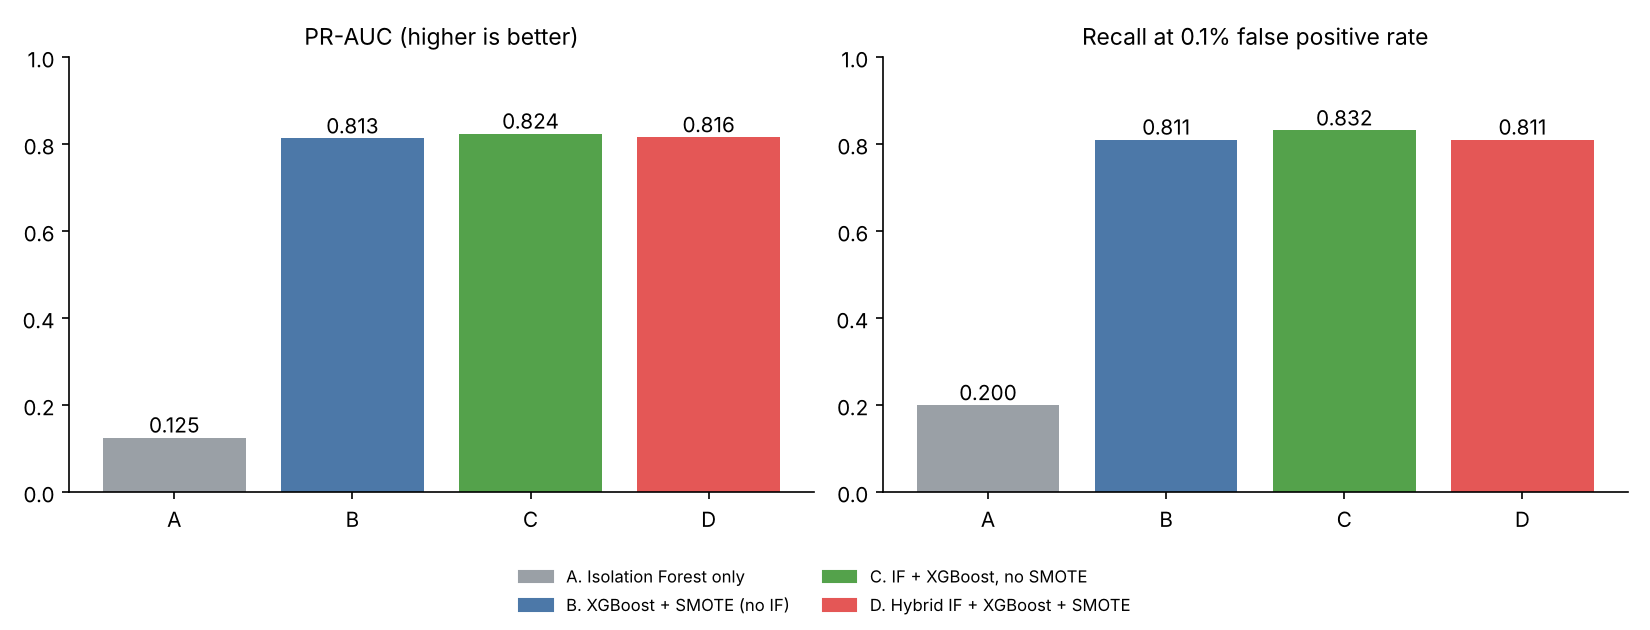 PR-AUC (higher is better)
1.0
0.8
0.6
0.4
0.2
0.0
0.125
0.813
0.824
0.816
A
B
C
D
Recall at 0.1% false positive rate
1.0
0.8
0.6
0.4
0.2
0.0
0.200
0.811
0.832
0.811
A
B
C
D
A. Isolation Forest only
B. XGBoost + SMOTE (no IF)
C. IF + XGBoost, no SMOTE
D. Hybrid IF + XGBoost + SMOTE